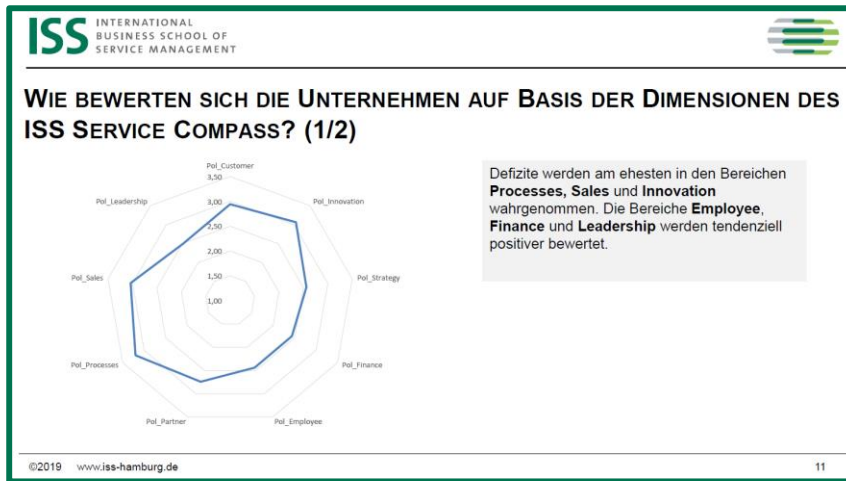 ISS INTERNATIONAL
BUSINESS SCHOOL OF
SERVICE MANAGEMENT
WIE BEWERTEN SICH DIE UNTERNEHMEN AUF BASIS DER DIMENSIONEN DES
ISS SERVICE COMPASS? (1/2)
Pol_Customer
3,50
Pol_Leadership
3,00
Pol_Innovation
2,50
2,00
Pol_Sales
1,50
Pol_Strategy
1,00
Pol_Processes
Pol_Finance
Pol_Partner
Pol_Employee
Defizite werden am ehesten in den Bereichen
Processes, Sales und Innovation
wahrgenommen. Die Bereiche Employee,
Finance und Leadership werden tendenziell
positiver bewertet.
©2019 www.iss-hamburg.de
11